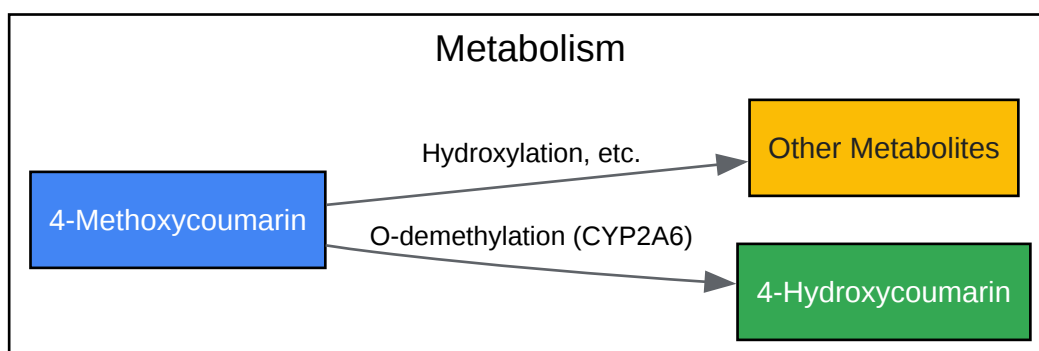 Metabolism
Hydroxylation, etc.
Other Metabolites
4-Methoxycoumarin
O-demethylation (CYP2A6)
4-Hydroxycoumarin